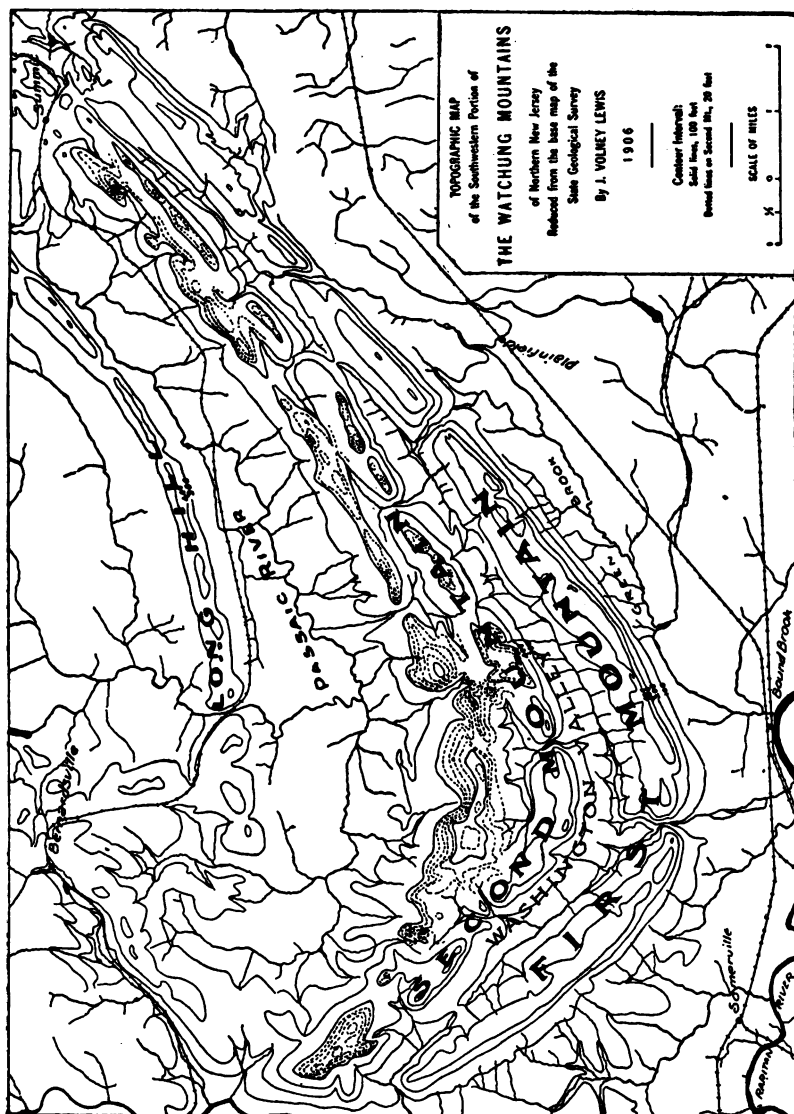 TOPOGRAPHIC MAP
of the Southwestern Portion of
THE WATCHUNG MOUNTAINS
of Northern New Jersey
Reduced from the base map of the
State Geological Survey
By J. VOLNEY LEWIS
1906
Contour Interval:
Solid lines, 100 feet
Dotted lines on Second Mt., 20 feet
SCALE OF MILES
½ 0 1 2
Summit
LONG HILL
PASSAIC RIVER
Bernardsville
Plainfield
SECOND MOUNTAIN
WASHINGTON VALLEY
FIRST MOUNTAIN
GREEN BROOK
Bound Brook
Somerville
RARITAN RIVER